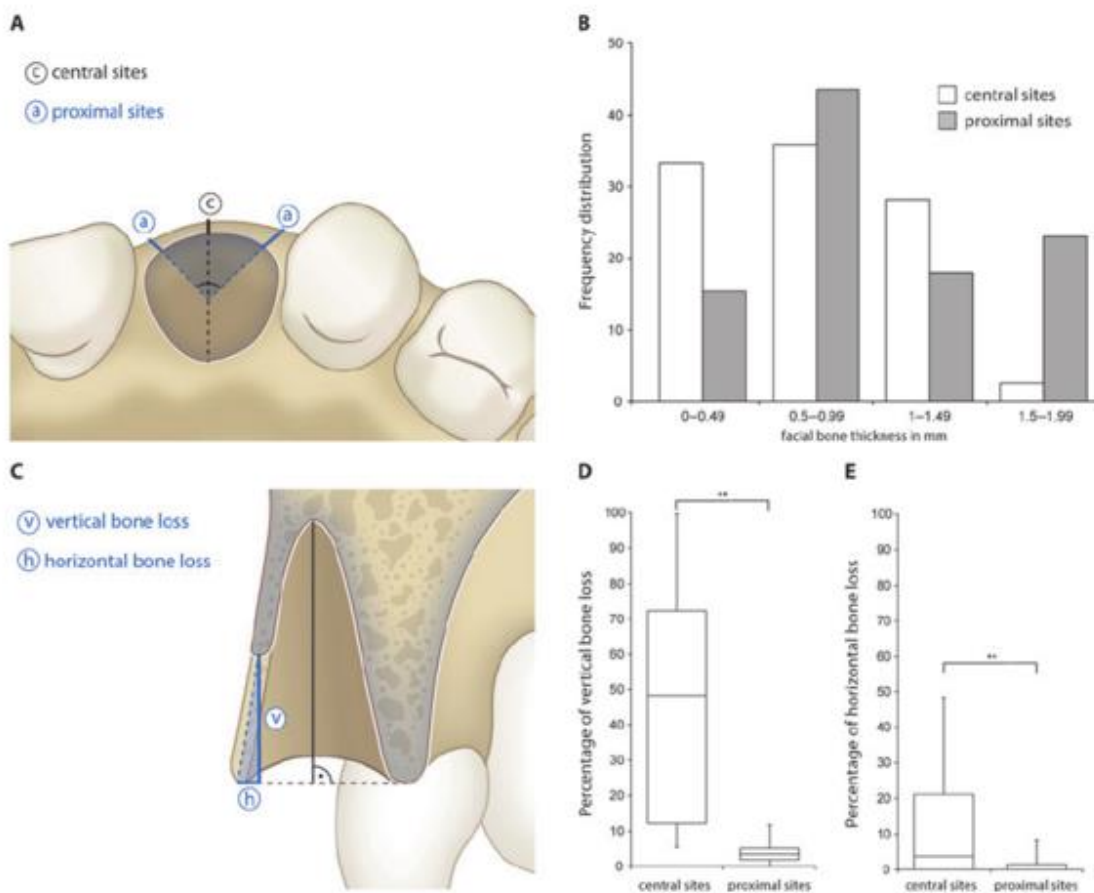 A
c central sites
a proximal sites
c
a
a
B
Frequency distribution
50
40
30
20
10
0
central sites
proximal sites
0–0.49
0.5–0.99
1–1.49
1.5–1.99
facial bone thickness in mm
C
v vertical bone loss
h horizontal bone loss
v
h
D
**
Percentage of vertical bone loss
100
90
80
70
60
50
40
30
20
10
0
central sites
proximal sites
E
**
Percentage of horizontal bone loss
100
90
80
70
60
50
40
30
20
10
0
central sites
proximal sites